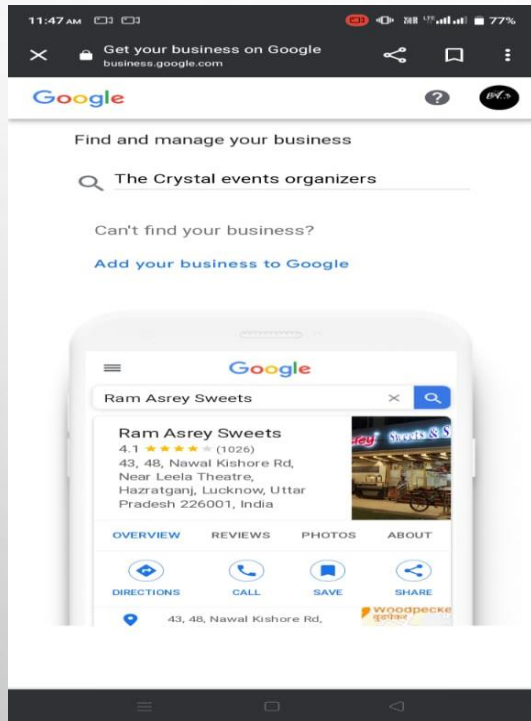 11:47 AM 77%
Get your business on Google
business.google.com
Google
Find and manage your business
The Crystal events organizers
Can't find your business?
Add your business to Google
Google
Ram Asrey Sweets
Ram Asrey Sweets
4.1 ★★★★★ (1026)
43, 48, Nawal Kishore Rd,
Near Leela Theatre,
Hazratganj, Lucknow, Uttar
Pradesh 226001, India
Sweets & S
OVERVIEW REVIEWS PHOTOS ABOUT
DIRECTIONS CALL SAVE SHARE
43, 48, Nawal Kishore Rd,
Woodpecke